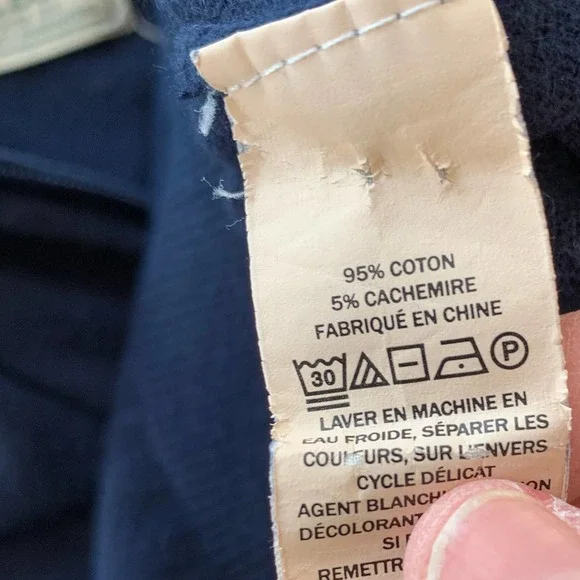 95% COTON
5% CACHEMIRE
FABRIQUÉ EN CHINE
30 P
LAVER EN MACHINE EN
EAU FROIDE, SÉPARER LES
COULEURS, SUR L'ENVERS
CYCLE DÉLICAT
AGENT
DÉCOLORANT
SI